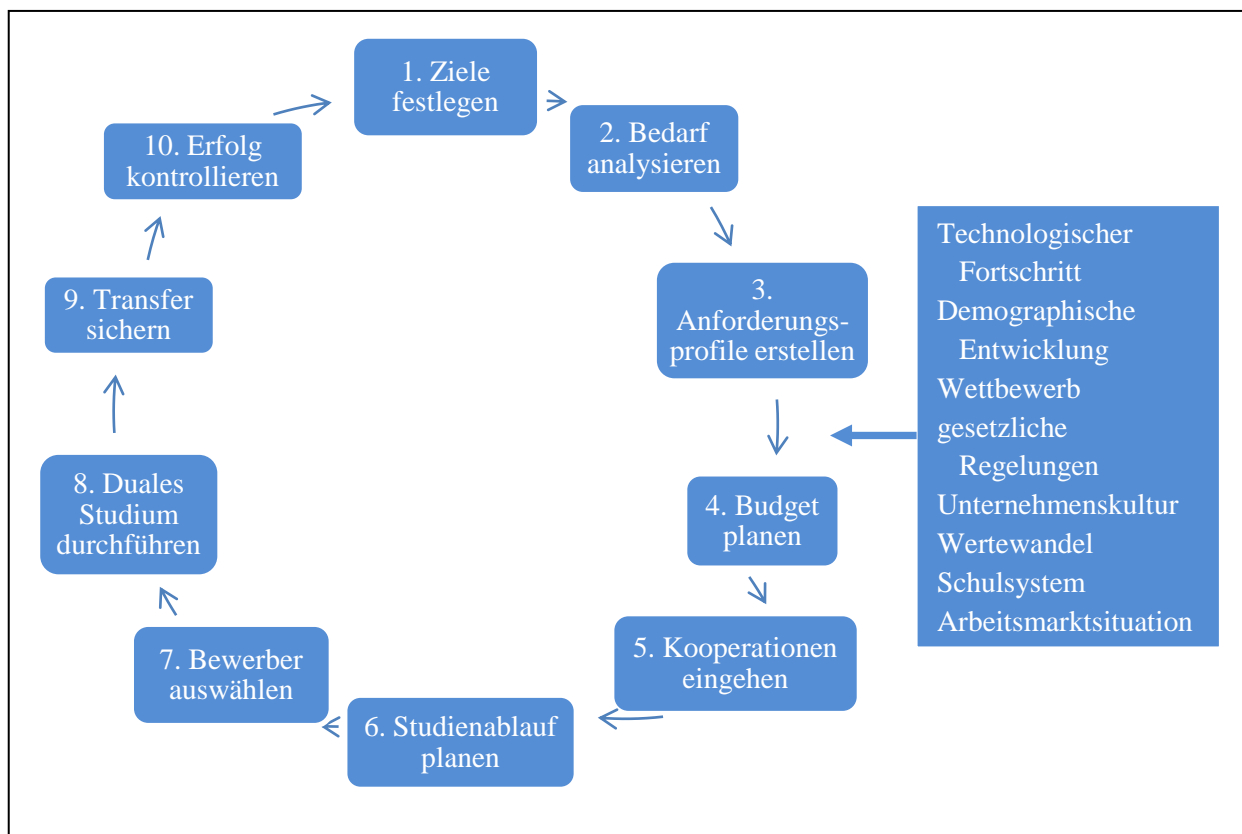 1. Ziele
festlegen
2. Bedarf
analysieren
3.
Anforderungs-
profile erstellen
4. Budget
planen
5. Kooperationen
eingehen
6. Studienablauf
planen
7. Bewerber
auswählen
8. Duales
Studium
durchführen
9. Transfer
sichern
10. Erfolg
kontrollieren
Technologischer
Fortschritt
Demographische
Entwicklung
Wettbewerb
gesetzliche
Regelungen
Unternehmenskultur
Wertewandel
Schulsystem
Arbeitsmarktsituation